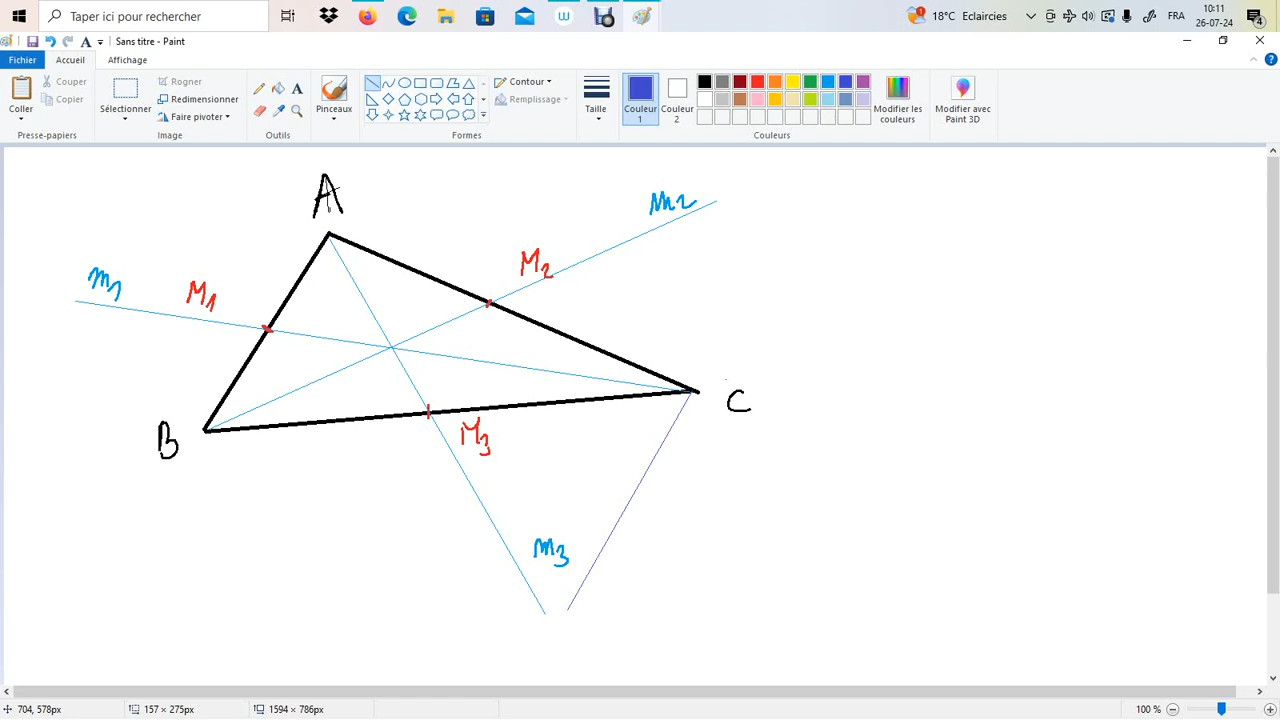 Taper ici pour rechercher
18°C Eclaircies
FRA
10:11
26-07-24
4
Sans titre - Paint
Fichier
Accueil
Affichage
Coller
Couper
Copier
Presse-papiers
Sélectionner
Rogner
Redimensionner
Faire pivoter
Image
A
Outils
Pinceaux
Contour
Remplissage
Formes
Taille
Couleur
1
Couleur
2
Modifier les
couleurs
Couleurs
Modifier avec
Paint 3D
A
m2
M2
m1
M1
C
B
M3
m3
704, 578px
157 × 275px
1594 × 786px
100 %